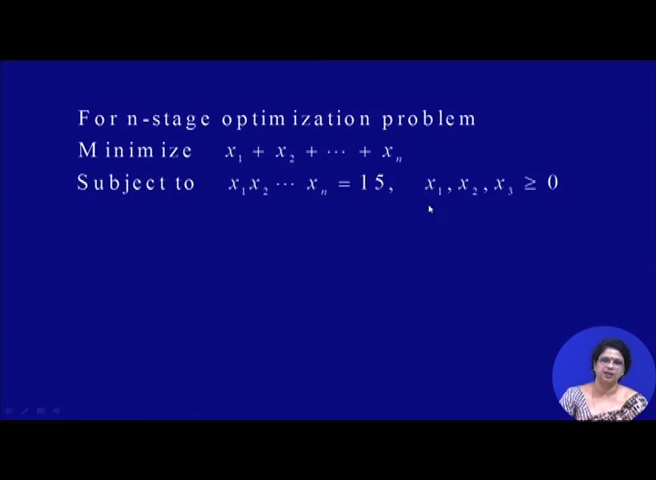 For n-stage optimization problem
Minimize x₁ + x₂ + ⋯ + xₙ
Subject to x₁x₂ ⋯ xₙ = 15, x₁, x₂, x₃ ≥ 0